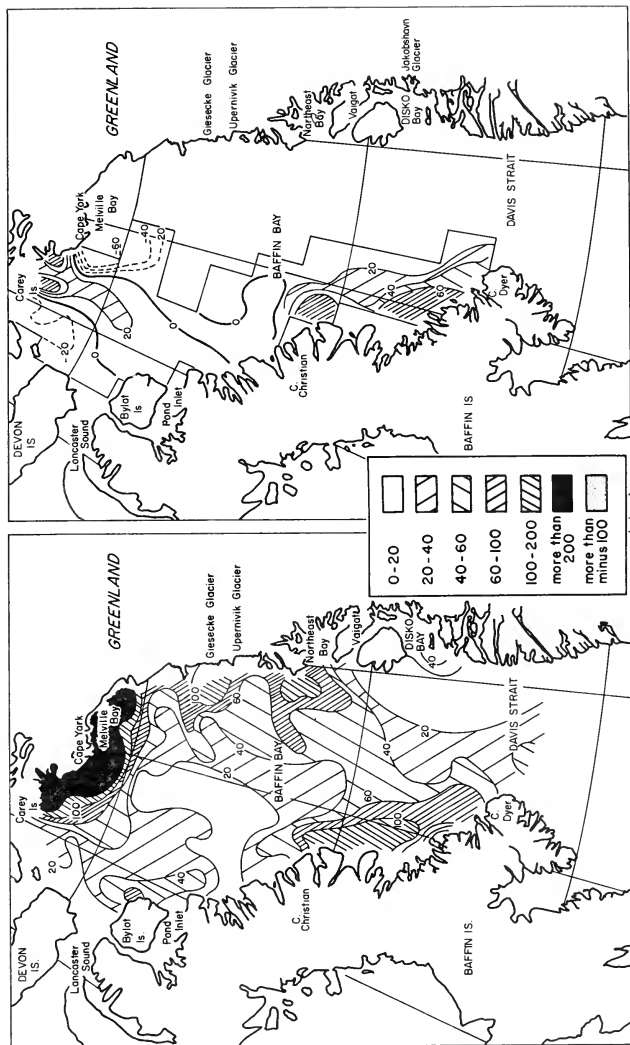 GREENLAND
Carey
Is.
Cape York
Melville
Bay
Giesecke Glacier
Upernivik Glacier
Northeast
Bay
Vaigat
DISKO
Bay
Jakobshavn
Glacier
DEVON
IS.
Lancaster
Sound
Bylot
Is.
Pond
Inlet
BAFFIN BAY
C.
Christian
DAVIS STRAIT
C.
Dyer
BAFFIN IS.
-20
0
20
-60
-40
-20
0
0
20
40
60
GREENLAND
Carey
Is.
Cape York
Melville
Bay
Giesecke Glacier
Upernivik Glacier
Northeast
Bay
Vaigat
DISKO
BAY
DEVON
IS.
Lancaster
Sound
Bylot
Is.
Pond
Inlet
BAFFIN BAY
C.
Christian
DAVIS STRAIT
C.
Dyer
BAFFIN IS.
20
100
40
20
40
60
100
60
100
40
20
40
0-20
20-40
40-60
60-100
100-200
more than
200
more than
minus 100